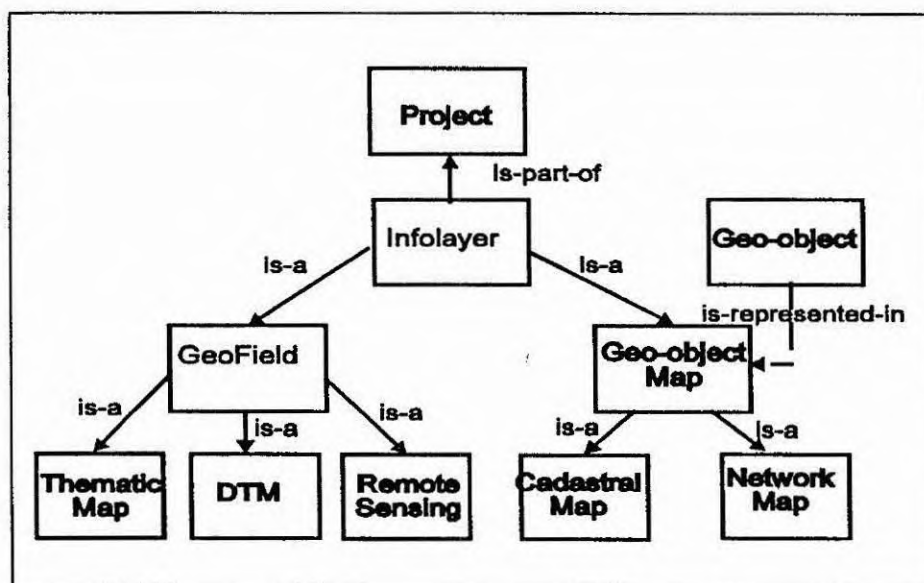 Project
Is-part-of
Infolayer
Geo-object
is-a
is-a
is-represented-in
GeoField
Geo-object
Map
is-a
is-a
is-a
is-a
is-a
Thematic
Map
DTM
Remote
Sensing
Cadastral
Map
Network
Map